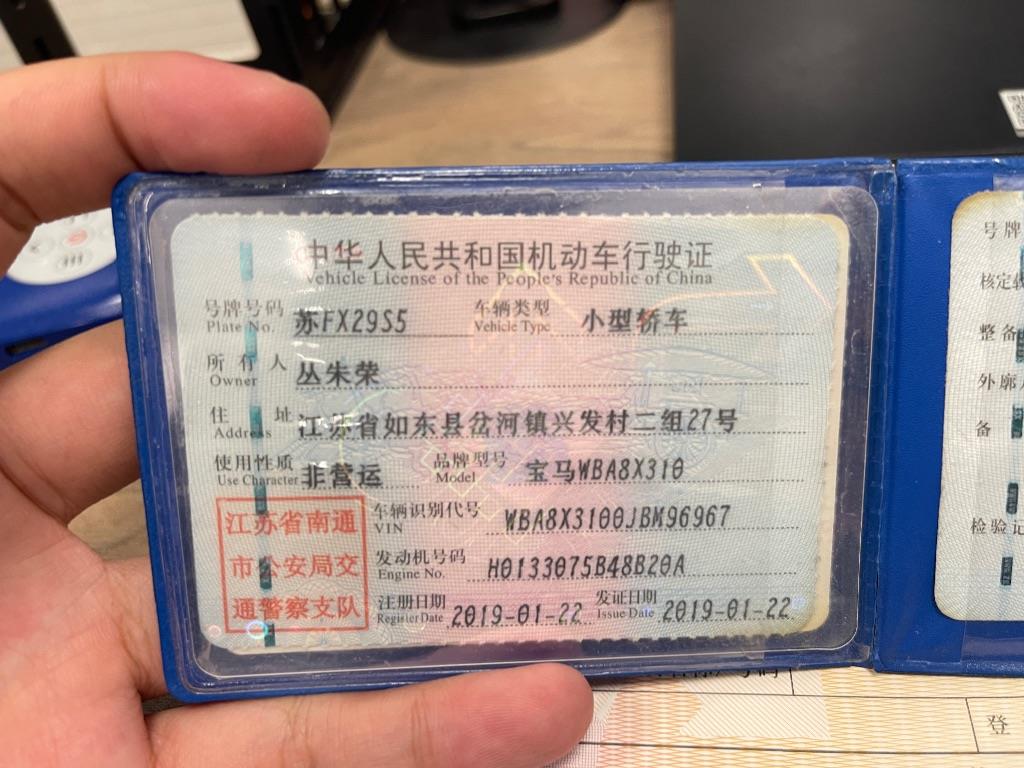 中华人民共和国机动车行驶证
Vehicle License of the People's Republic of China
号牌号码 苏FX29S5 车辆类型 小型轿车
Plate No. Vehicle Type
所有人 丛朱荣
Owner
住址 江苏省如东县岔河镇兴发村二组27号
Address
使用性质 非营运 品牌型号 宝马WBA8X310
Use Character Model
江苏省南通
市公安局交
通警察支队
车辆识别代号 WBA8X3100JBM96967
VIN
发动机号码 H0133075B48B20A
Engine No.
注册日期 2019-01-22 发证日期 2019-01-22
Register Date Issue Date
号牌
核定
整备
外廓
备
检验记
登